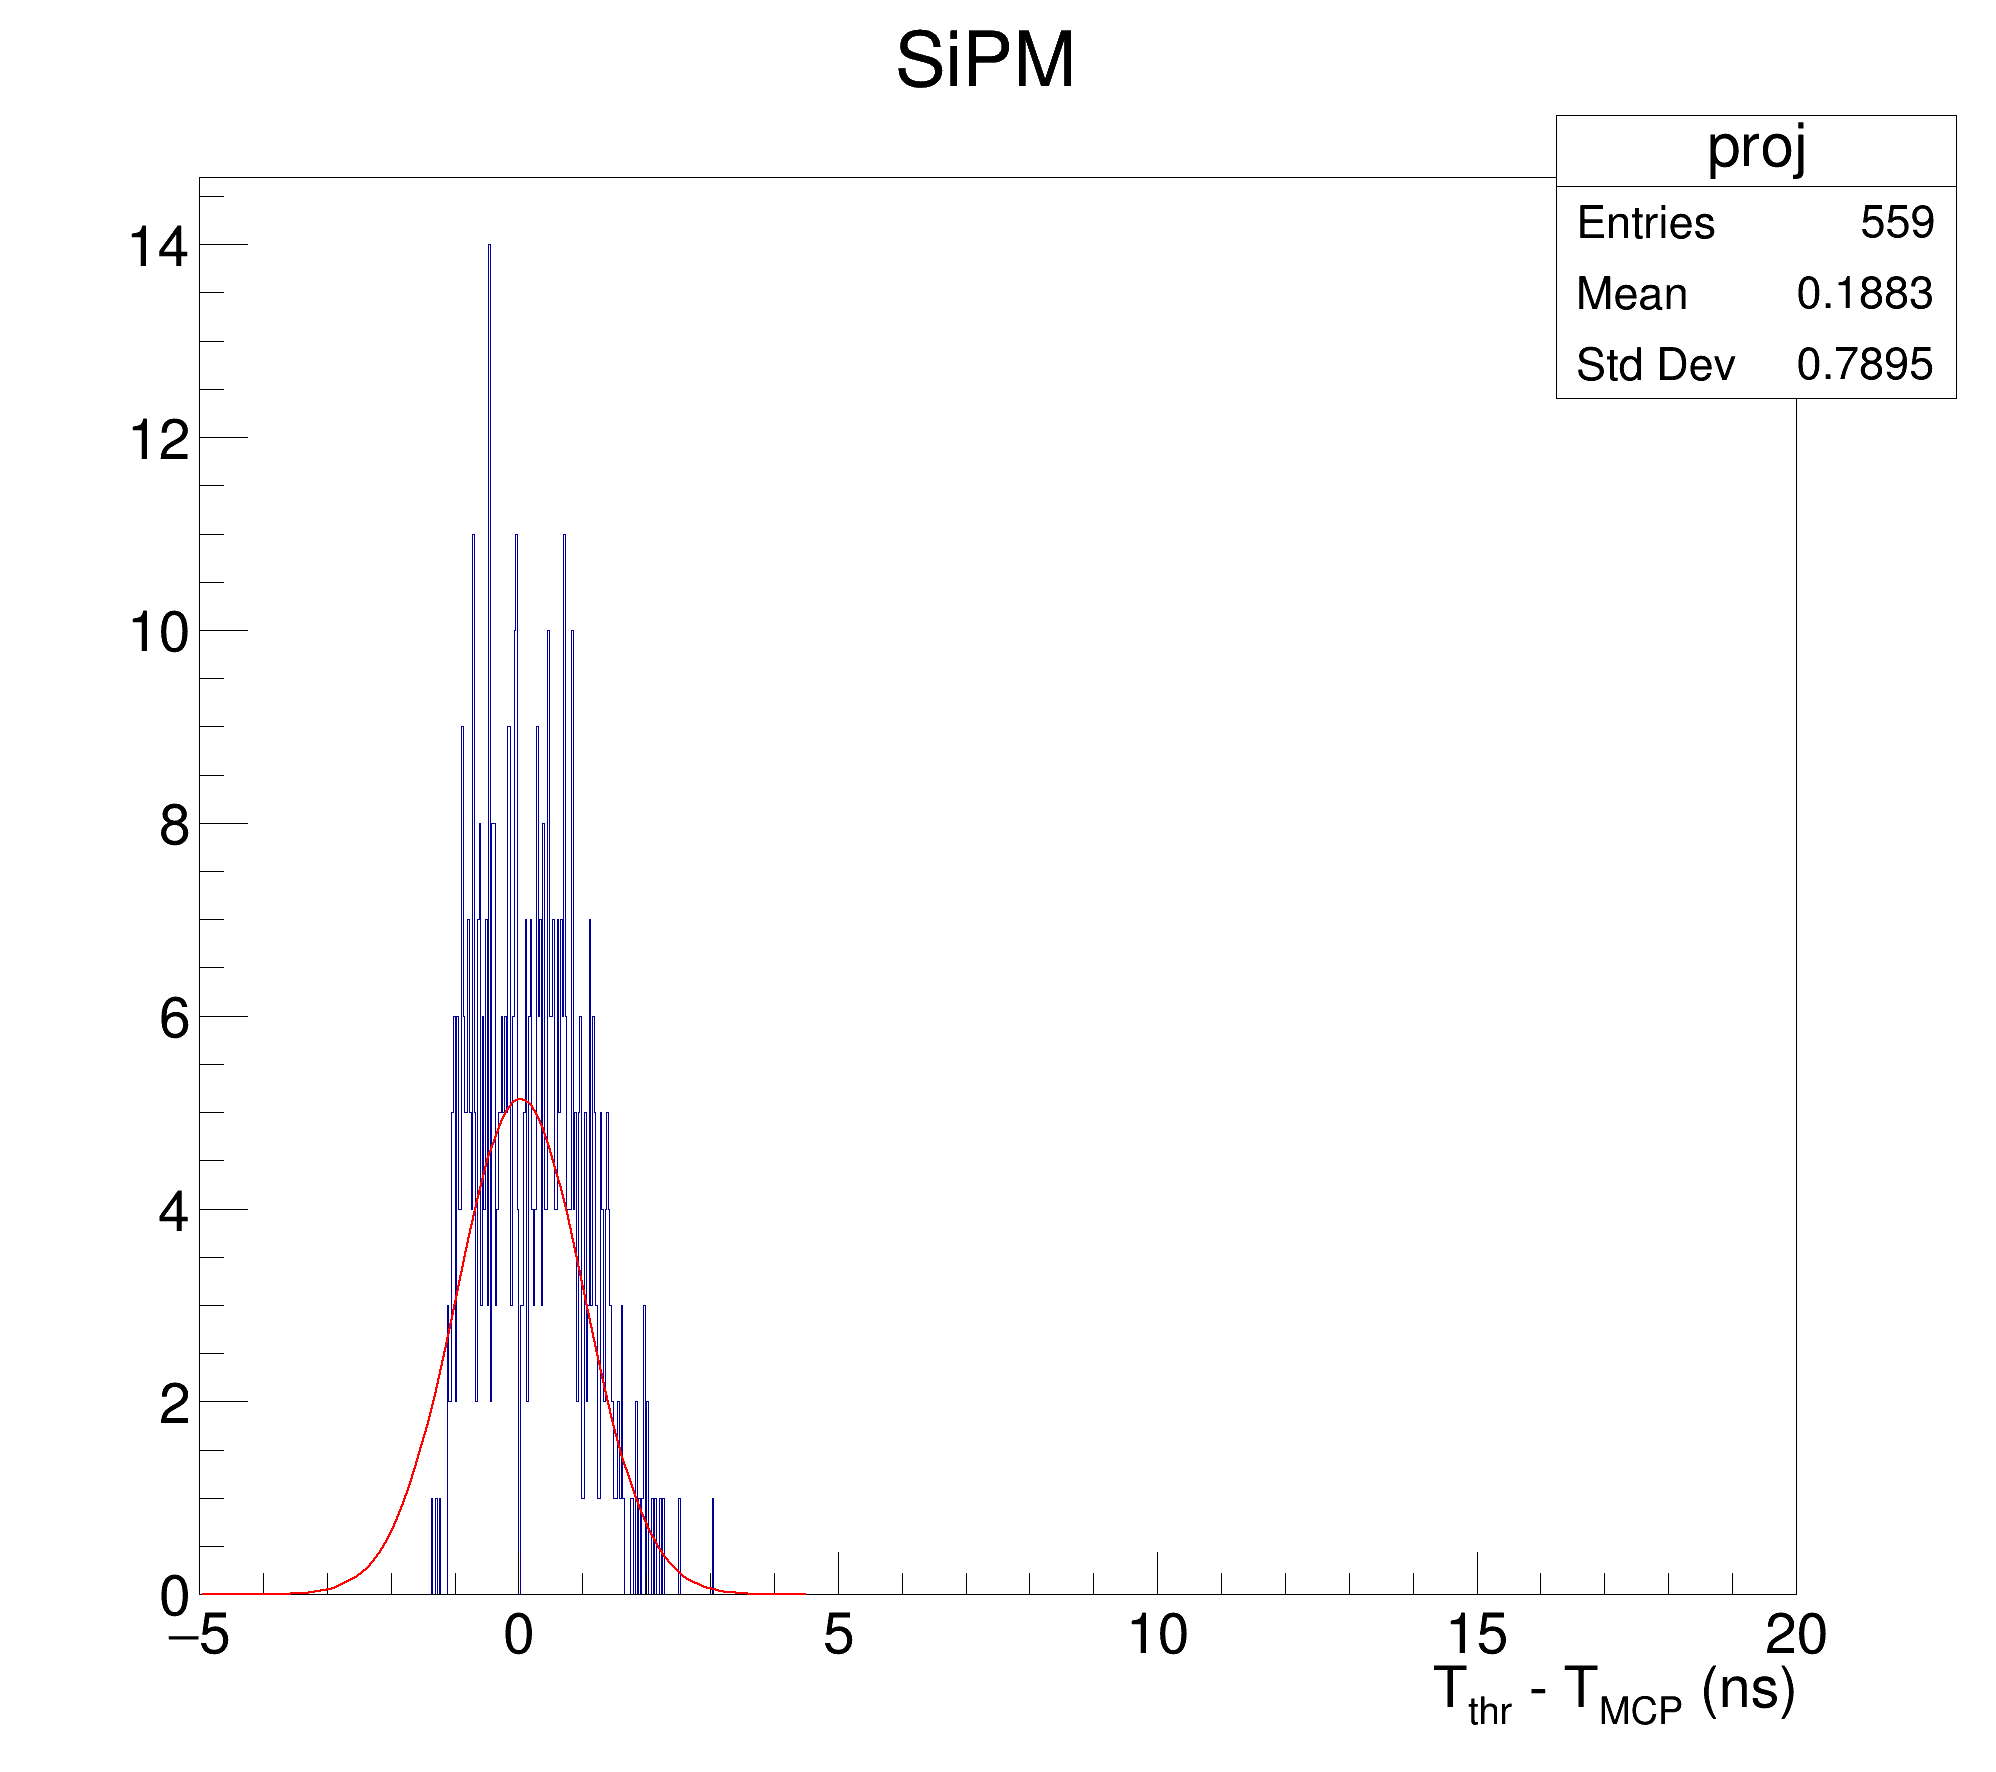 SiPM
proj
Entries 559
Mean 0.1883
Std Dev 0.7895
14
12
10
8
6
4
2
0
−5 0 5 10 15 20
T_thr - T_MCP (ns)